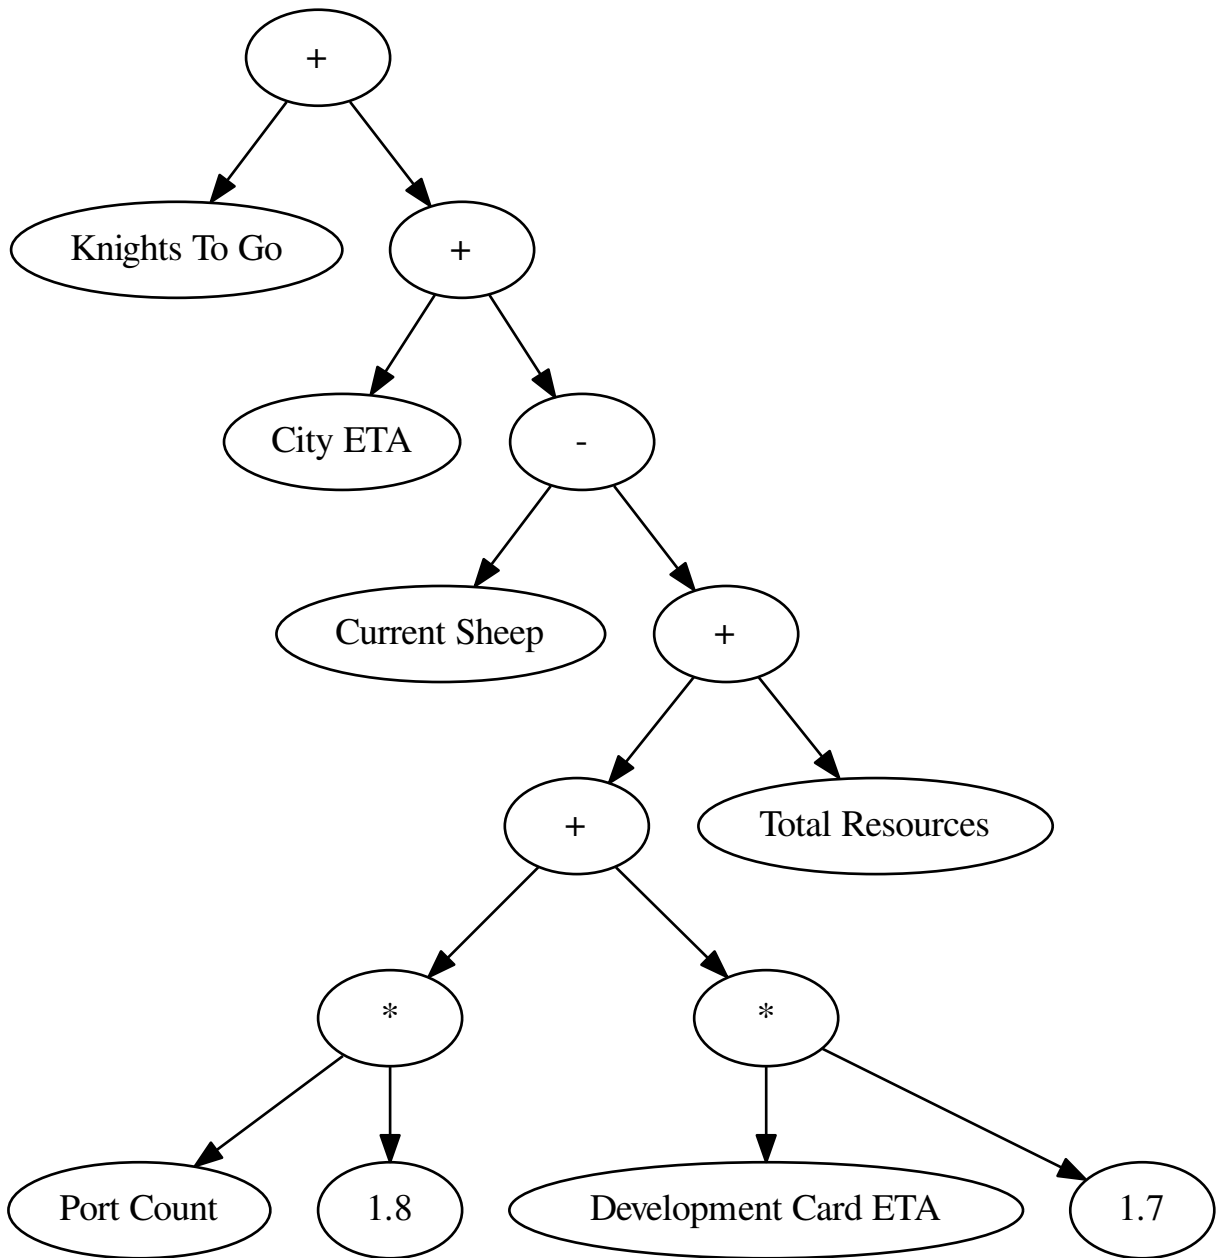 +
Knights To Go
+
City ETA
-
Current Sheep
+
+
Total Resources
*
*
Port Count
1.8
Development Card ETA
1.7